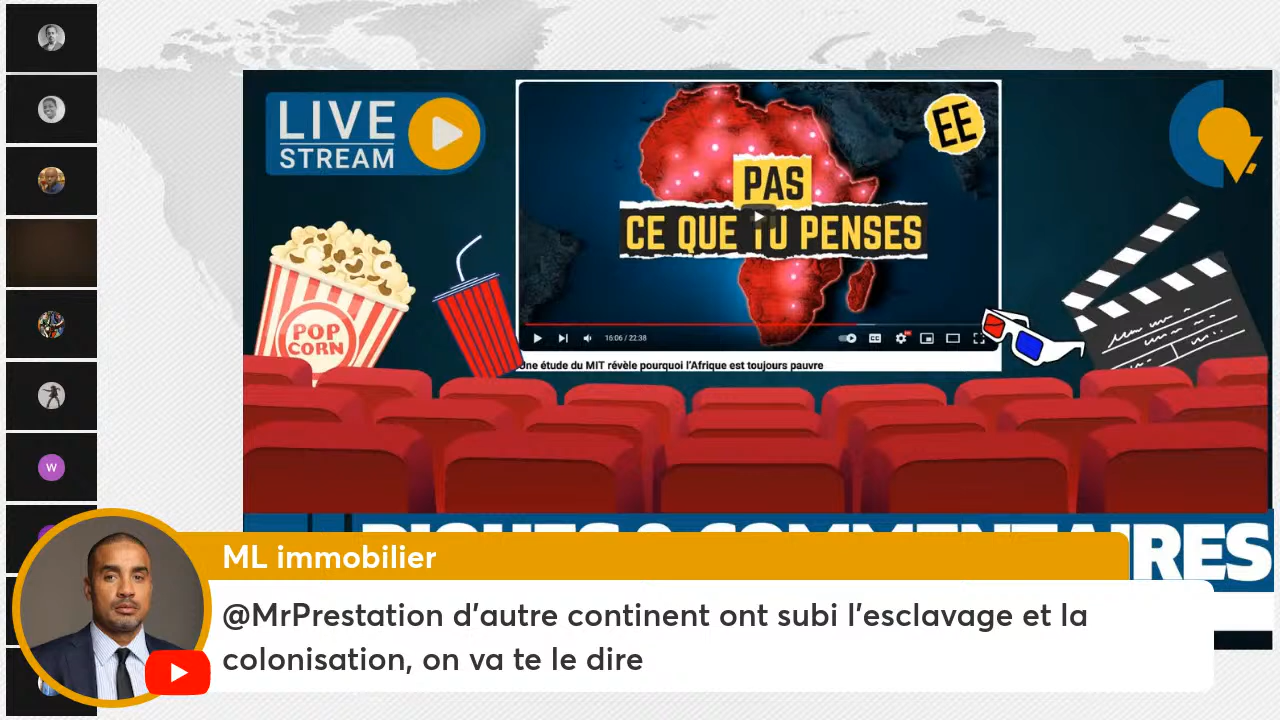 LIVE
STREAM
EE
PAS
CE QUE TU PENSES
16:06 / 22:38
CC
Une étude du MIT révèle pourquoi l'Afrique est toujours pauvre
POP
CORN
W
ML immobilier
@MrPrestation d'autre continent ont subi l'esclavage et la
colonisation, on va te le dire